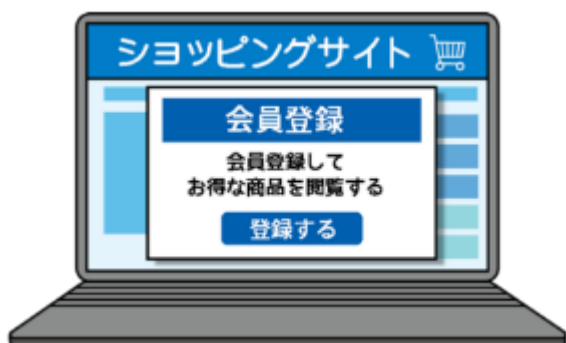 ショッピングサイト
会員登録
会員登録して
お得な商品を閲覧する
登録する